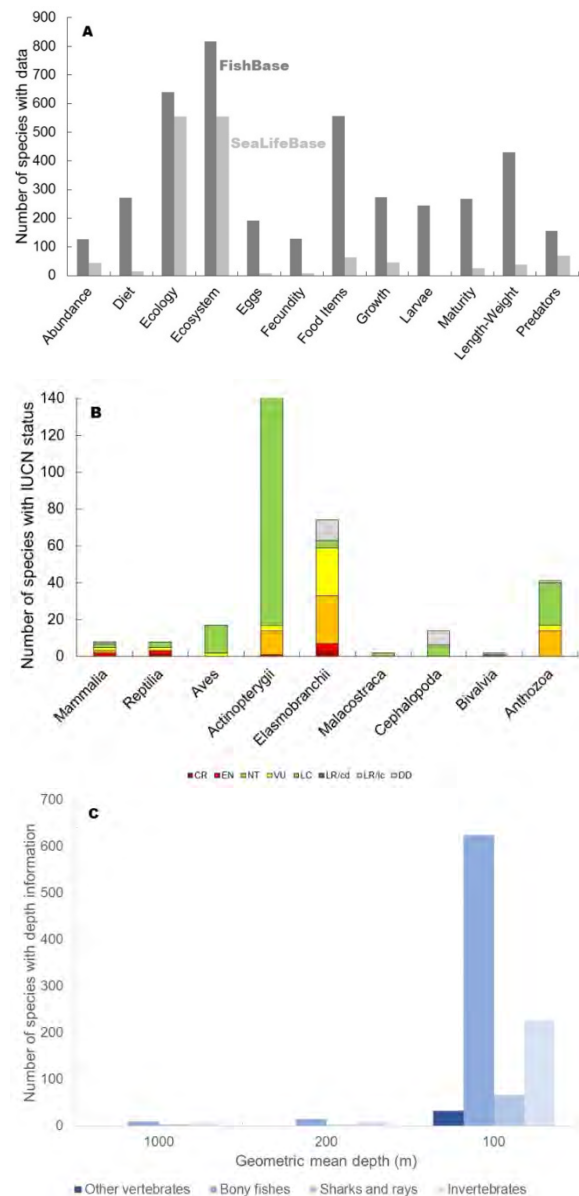 A
Number of species with data
900
800
700
600
500
400
300
200
100
0
FishBase
SeaLifeBase
Abundance
Diet
Ecology
Ecosystem
Eggs
Fecundity
Food Items
Growth
Larvae
Maturity
Length-Weight
Predators
B
Number of species with IUCN status
140
120
100
80
60
40
20
0
Mammalia
Reptilia
Aves
Actinopterygii
Elasmobranchii
Malacostraca
Cephalopoda
Bivalvia
Anthozoa
CR EN NT VU LC LR/cd LR/lc DD
C
Number of species with depth information
700
600
500
400
300
200
100
0
1000 200 100
Geometric mean depth (m)
Other vertebrates Bony fishes Sharks and rays Invertebrates